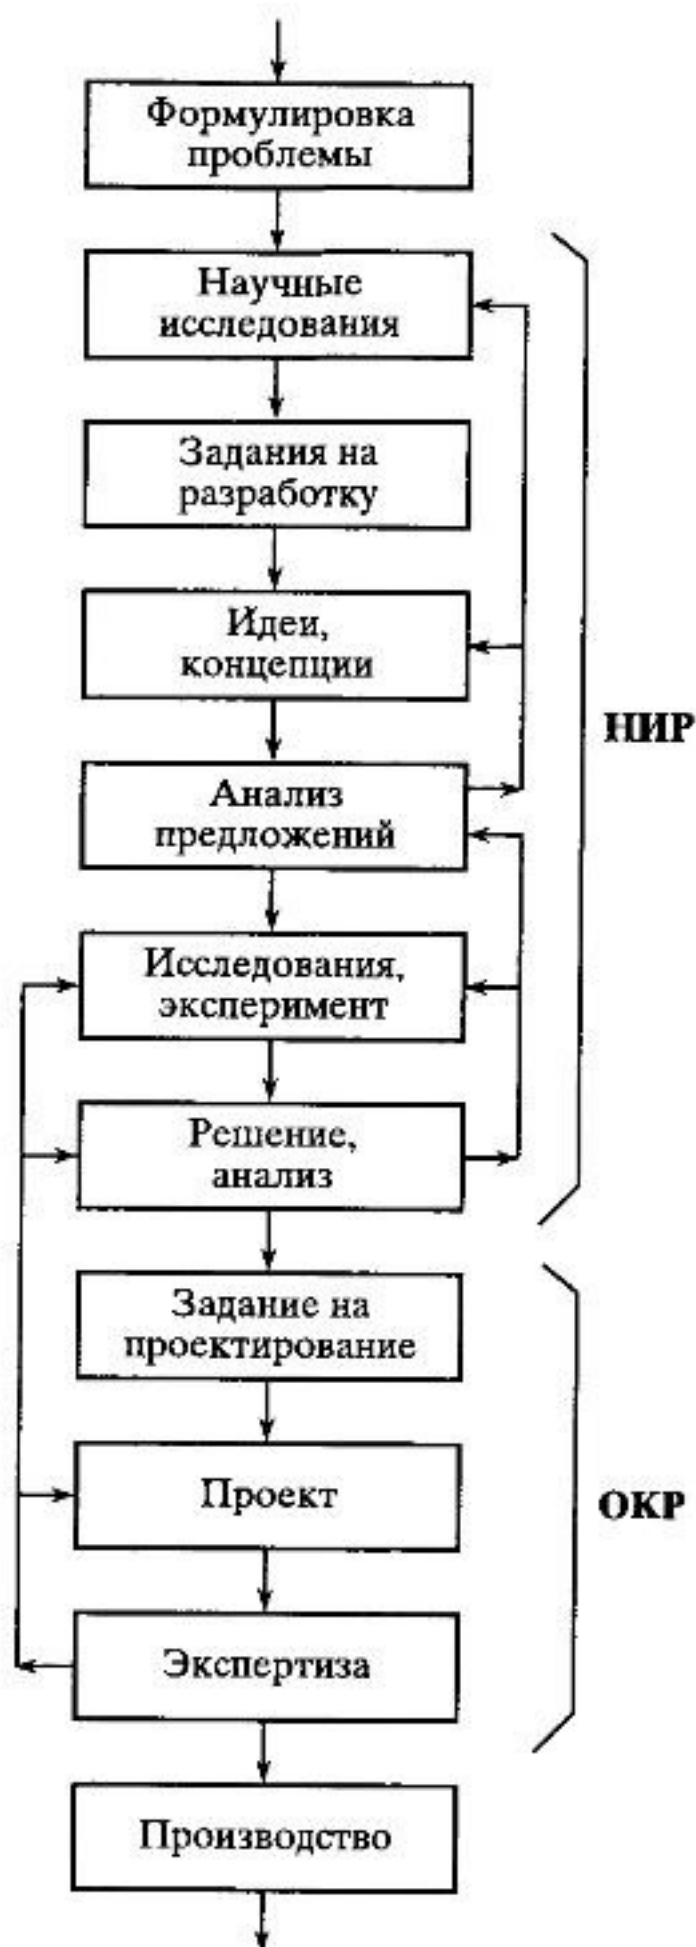 Формулировка
проблемы
Научные
исследования
Задания на
разработку
Идеи,
концепции
НИР
Анализ
предложений
Исследования,
эксперимент
Решение,
анализ
Задание на
проектирование
Проект
ОКР
Экспертиза
Производство